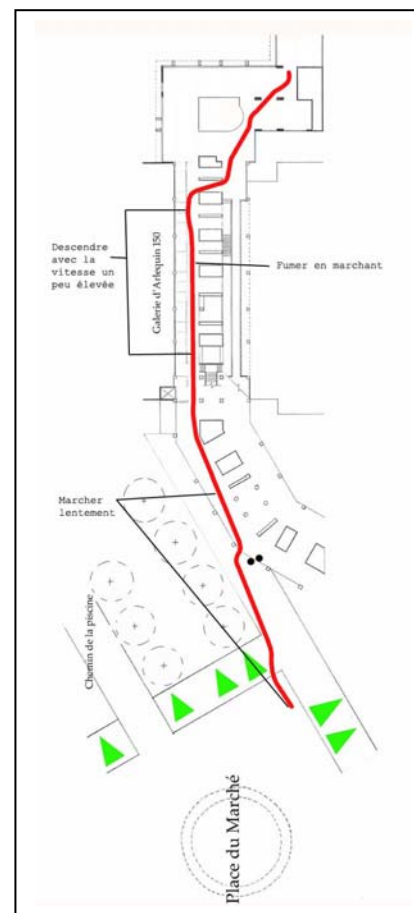 Descendre
avec la
vitesse un
peu élevée
Galerie d'Arlequin 150
Fumer en marchant
Marcher
lentement
Chemin de la piscine
Place du Marché